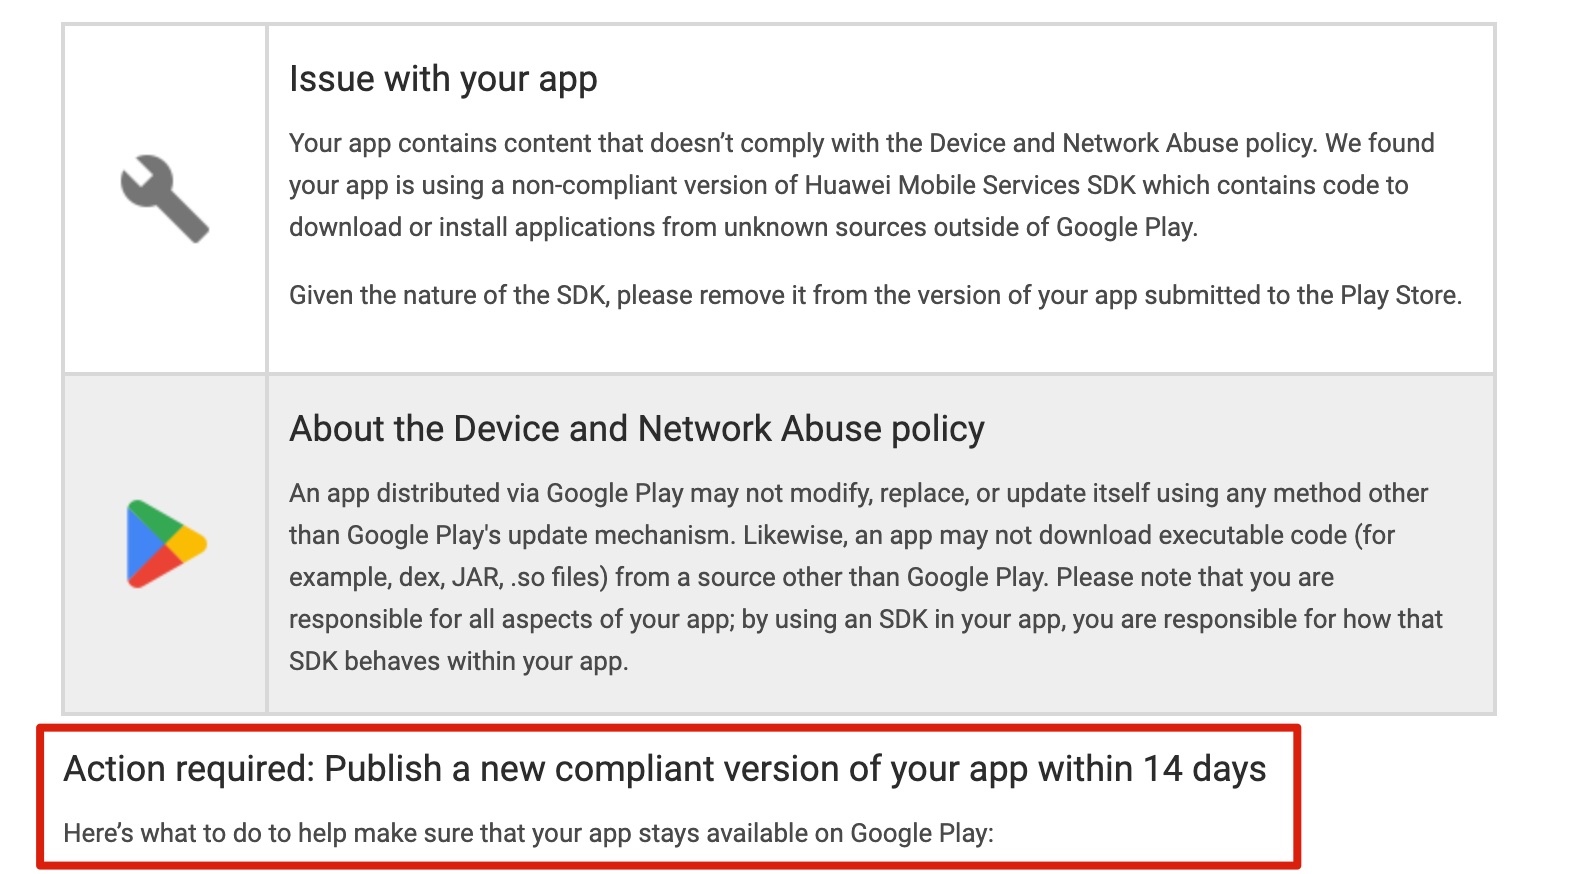 Issue with your app
Your app contains content that doesn’t comply with the Device and Network Abuse policy. We found
your app is using a non-compliant version of Huawei Mobile Services SDK which contains code to
download or install applications from unknown sources outside of Google Play.
Given the nature of the SDK, please remove it from the version of your app submitted to the Play Store.
About the Device and Network Abuse policy
An app distributed via Google Play may not modify, replace, or update itself using any method other
than Google Play's update mechanism. Likewise, an app may not download executable code (for
example, dex, JAR, .so files) from a source other than Google Play. Please note that you are
responsible for all aspects of your app; by using an SDK in your app, you are responsible for how that
SDK behaves within your app.
Action required: Publish a new compliant version of your app within 14 days
Here’s what to do to help make sure that your app stays available on Google Play: